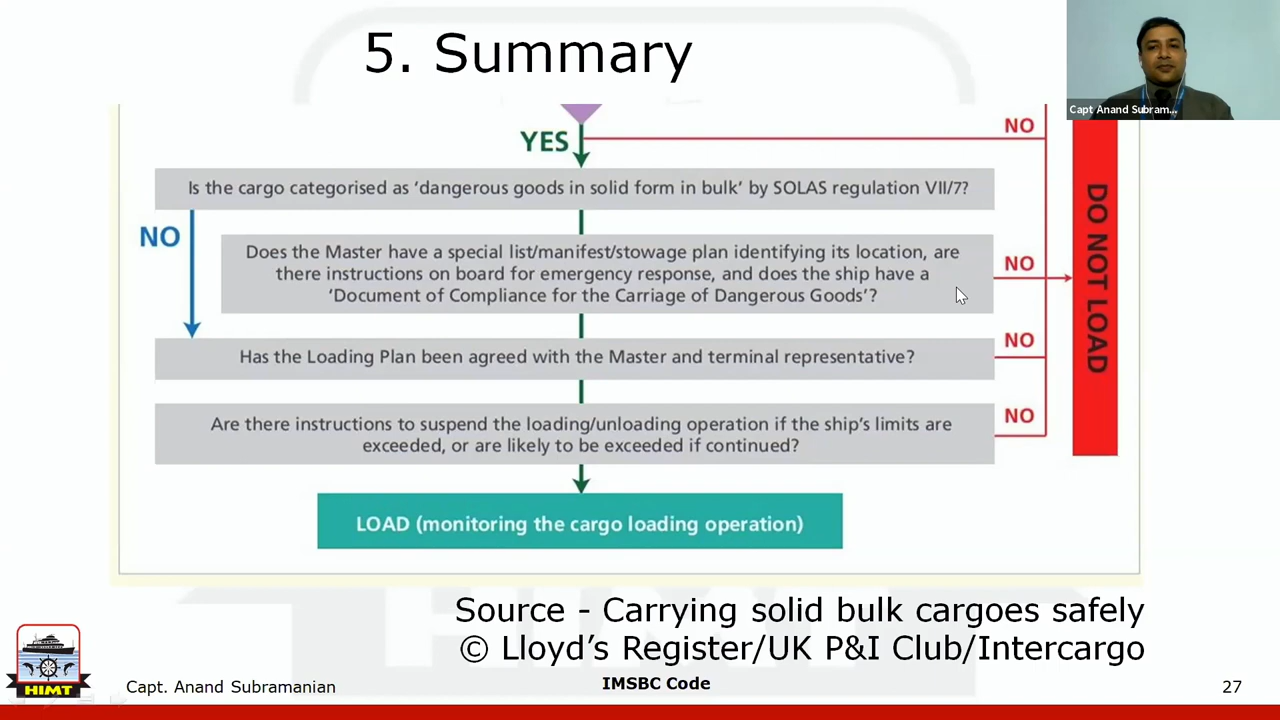 5. Summary
Capt Anand Subram...
YES
NO
Is the cargo categorised as ‘dangerous goods in solid form in bulk’ by SOLAS regulation VII/7?
NO
Does the Master have a special list/manifest/stowage plan identifying its location, are
there instructions on board for emergency response, and does the ship have a
‘Document of Compliance for the Carriage of Dangerous Goods’?
NO
DO NOT LOAD
Has the Loading Plan been agreed with the Master and terminal representative?
NO
Are there instructions to suspend the loading/unloading operation if the ship’s limits are
exceeded, or are likely to be exceeded if continued?
NO
LOAD (monitoring the cargo loading operation)
Source - Carrying solid bulk cargoes safely
© Lloyd’s Register/UK P&I Club/Intercargo
HIMT
Capt. Anand Subramanian
IMSBC Code
27